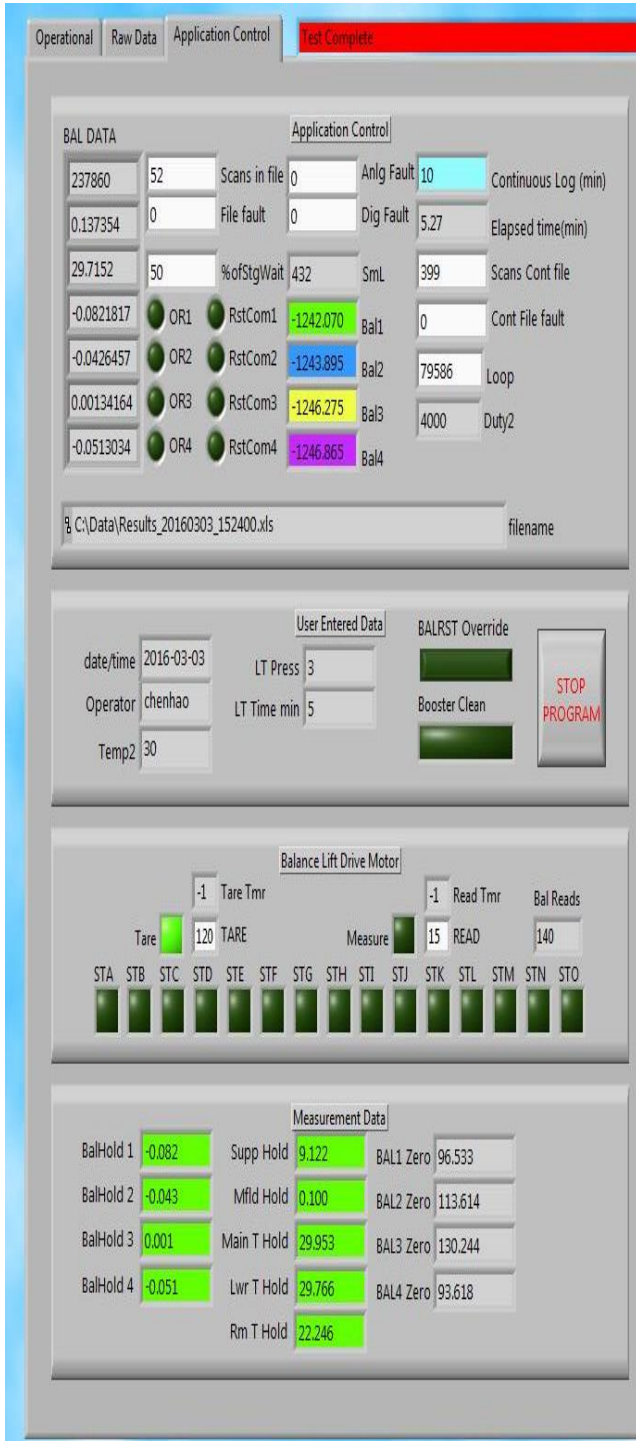 Operational Raw Data Application Control Test Complete
BAL DATA Application Control
237860 52 Scans in file 0 Anlg Fault 10 Continuous Log (min)
0.137354 0 File fault 0 Dig Fault 5.27 Elapsed time(min)
29.7152 50 %ofStgWait 432 SmL 399 Scans Cont file
-0.0821817 OR1 RstCom1 -1242.070 Bal1 0 Cont File fault
-0.0426457 OR2 RstCom2 -1243.895 Bal2 79586 Loop
0.00134164 OR3 RstCom3 -1246.275 Bal3 4000 Duty2
-0.0513034 OR4 RstCom4 -1246.865 Bal4
C:\Data\Results_20160303_152400.xls filename
User Entered Data BALRST Override
date/time 2016-03-03 LT Press 3
Operator chenhao LT Time min 5 Booster Clean STOP
PROGRAM
Temp2 30
Balance Lift Drive Motor
-1 Tare Tmr -1 Read Tmr Bal Reads
Tare 120 TARE Measure 15 READ 140
STA STB STC STD STE STF STG STH STI STJ STK STL STM STN STO
Measurement Data
BalHold 1 -0.082 Supp Hold 9.122 BAL1 Zero 96.533
BalHold 2 -0.043 Mfld Hold 0.100 BAL2 Zero 113.614
BalHold 3 0.001 Main T Hold 29.953 BAL3 Zero 130.244
BalHold 4 -0.051 Lwr T Hold 29.766 BAL4 Zero 93.618
Rm T Hold 22.246